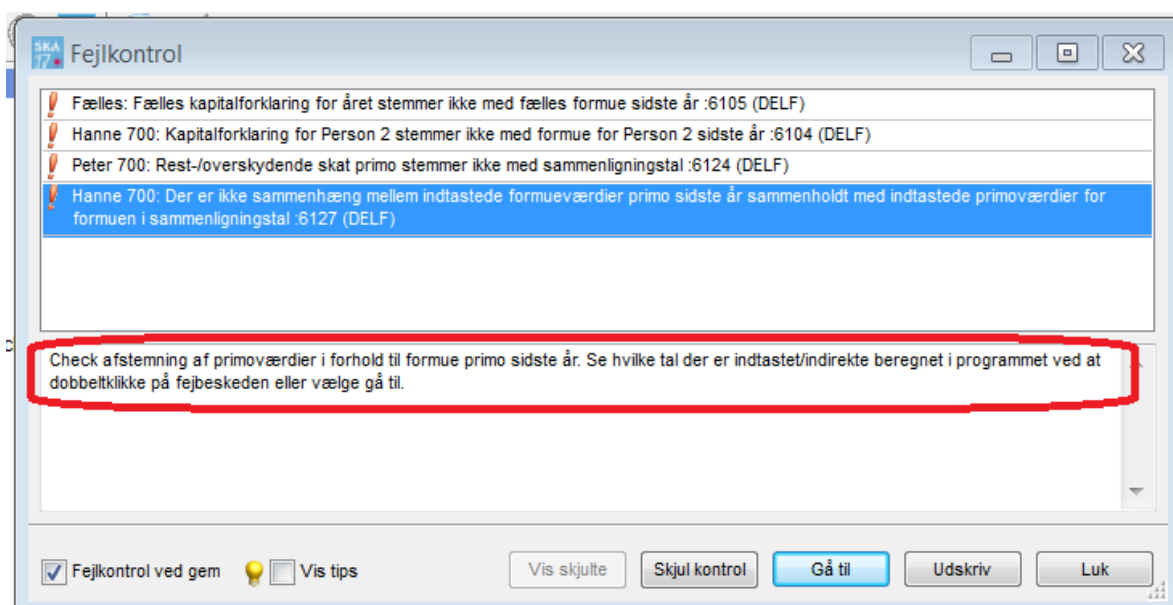 SKA
17
Fejlkontrol
Fælles: Fælles kapitalforklaring for året stemmer ikke med fælles formue sidste år :6105 (DELF)
Hanne 700: Kapitalforklaring for Person 2 stemmer ikke med formue for Person 2 sidste år :6104 (DELF)
Peter 700: Rest-/overskydende skat primo stemmer ikke med sammenligningstal :6124 (DELF)
Hanne 700: Der er ikke sammenhæng mellem indtastede formueværdier primo sidste år sammenholdt med indtastede primoværdier for
formuen i sammenligningstal :6127 (DELF)
Check afstemning af primoværdier i forhold til formue primo sidste år. Se hvilke tal der er indtastet/indirekte beregnet i programmet ved at
dobbeltklikke på fejbeskeden eller vælge gå til.
Fejlkontrol ved gem Vis tips Vis skjulte Skjul kontrol Gå til Udskriv Luk